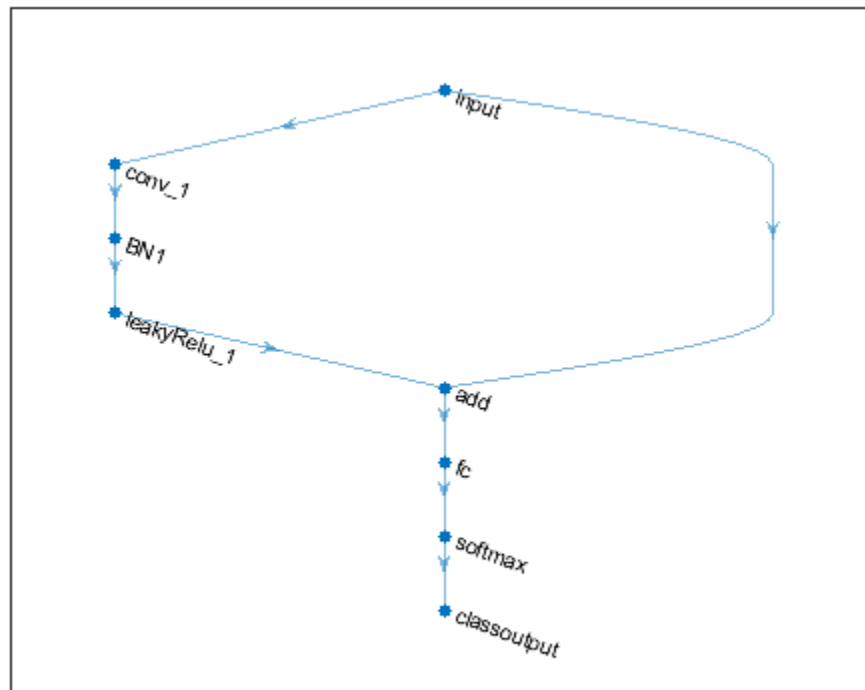 input
conv_1
BN1
leakyRelu_1
add
fc
softmax
classoutput